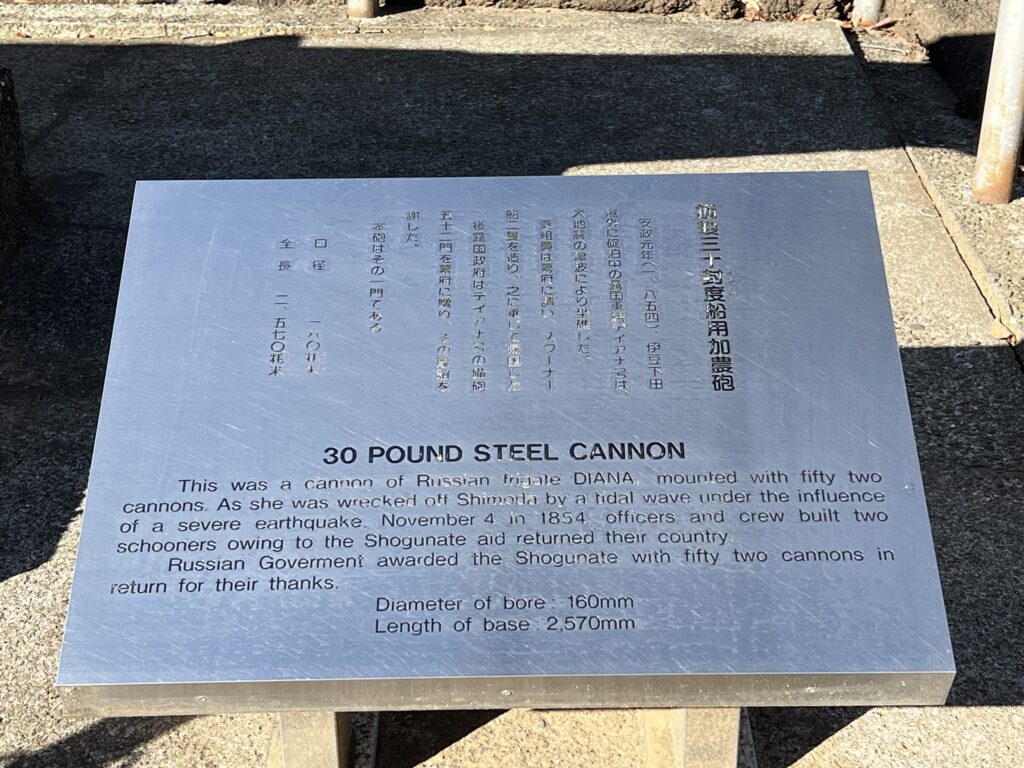 鋳製三十封度船用加農砲
安政元年(一、八五四)、伊豆下田
港外に碇泊中の露国軍艦ディアナ号は、
大地震の津波により坐礁した。
乗組員は幕府に請い、スクーナー
船二隻を造り、之に乗じて帰国した
後露国政府はディアナ号の備砲
五十二門を幕府に贈り、その厚情を
謝した。
本砲はその一門である
口径 一六〇粍米
全長 二、五七〇粍米
30 POUND STEEL CANNON
This was a cannon of Russian frigate DIANA, mounted with fifty two
cannons. As she was wrecked off Shimoda by a tidal wave under the influence
of a severe earthquake. November 4 in 1854, officers and crew built two
schooners owing to the Shogunate aid returned their country.
Russian Goverment awarded the Shogunate with fifty two cannons in
return for their thanks.
Diameter of bore : 160mm
Length of base : 2,570mm